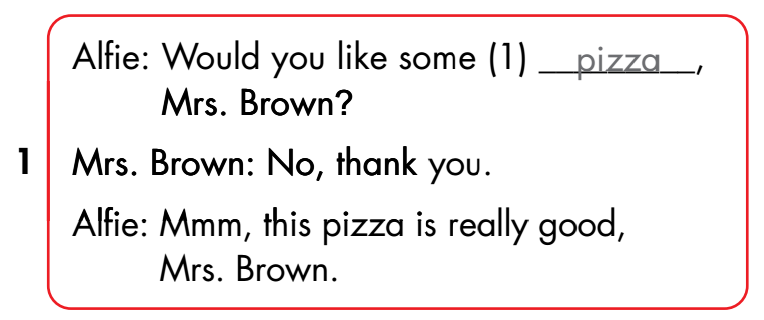 Alfie: Would you like some (1) __pizza__,
Mrs. Brown?
1 Mrs. Brown: No, thank you.
Alfie: Mmm, this pizza is really good,
Mrs. Brown.